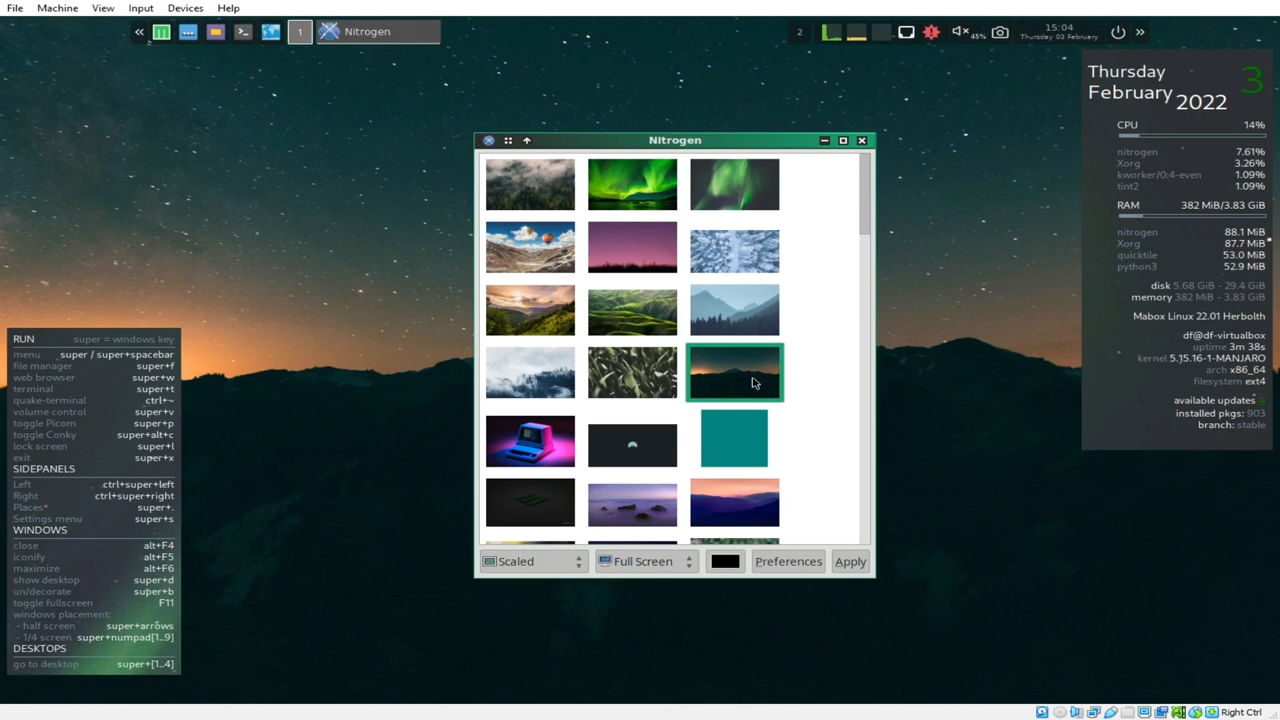 File Machine View Input Devices Help
1 Nitrogen 2 45% 15:04
Thursday 03 February
Thursday 3
February 2022
CPU 14%
nitrogen 7.61%
Xorg 3.26%
kworker/0:4-even 1.09%
tint2 1.09%
RAM 382 MiB/3.83 GiB
nitrogen 88.1 MiB
Xorg 87.7 MiB
quicktile 53.0 MiB
python3 52.9 MiB
disk 5.68 GiB - 29.4 GiB
memory 382 MiB - 3.83 GiB
Mabox Linux 22.01 Herbolth
df@df-virtualbox
uptime 3m 38s
kernel 5.15.16-1-MANJARO
arch x86_64
filesystem ext4
available updates 9
installed pkgs: 903
branch: stable
Nitrogen
Scaled Full Screen Preferences Apply
RUN super = windows key
menu super / super+spacebar
file manager super+f
web browser super+w
terminal super+t
quake-terminal ctrl+~
volume control super+v
toggle Picom super+p
toggle Conky super+alt+c
lock screen super+l
exit super+x
SIDEPANELS
Left ctrl+super+left
Right ctrl+super+right
Places* super+.
Settings menu super+s
WINDOWS
close alt+F4
iconify alt+F5
maximize alt+F6
show desktop super+d
un/decorate super+b
toggle fullscreen F11
windows placement:
- half screen super+arrows
- 1/4 screen super+numpad[1..9]
DESKTOPS
go to desktop super+[1..4]
Right Ctrl